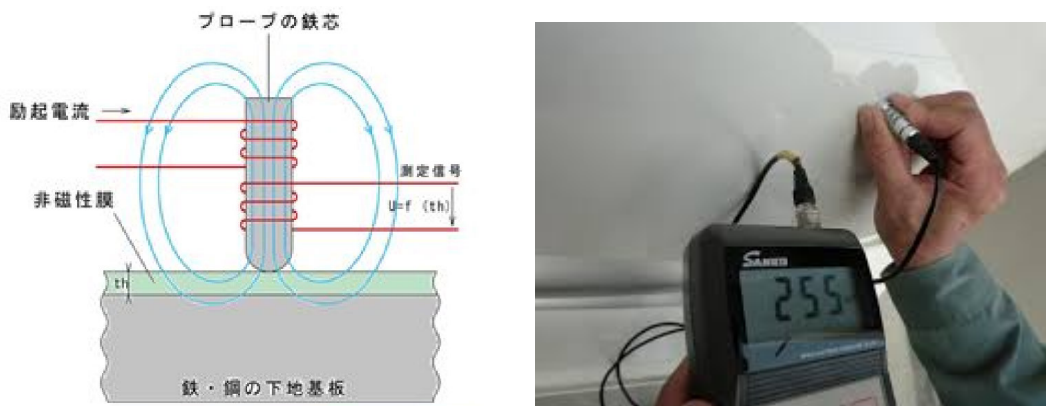 プローブの鉄芯
励起電流
測定信号
U=f (th)
非磁性膜
th
鉄・鋼の下地基板
SANKO
255